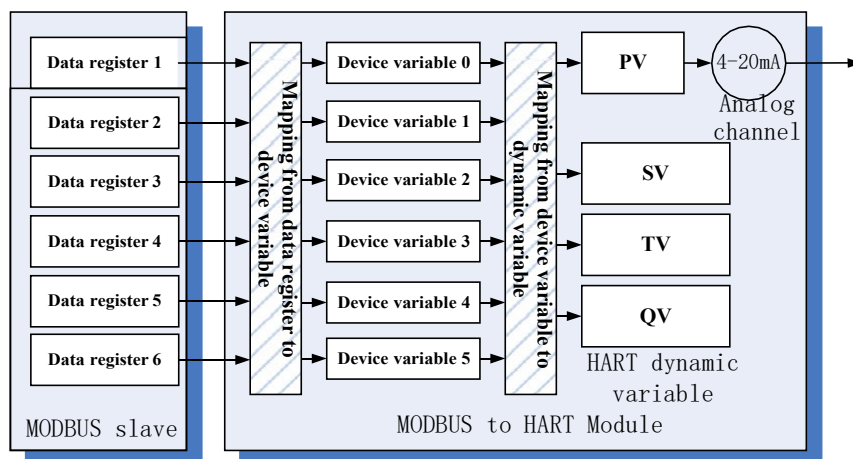 Data register 1
Data register 2
Data register 3
Data register 4
Data register 5
Data register 6
MODBUS slave
Mapping from data register to
device variable
Device variable 0
Device variable 1
Device variable 2
Device variable 3
Device variable 4
Device variable 5
Mapping from device variable to
dynamic variable
PV
4-20mA
Analog
channel
SV
TV
QV
HART dynamic
variable
MODBUS to HART Module